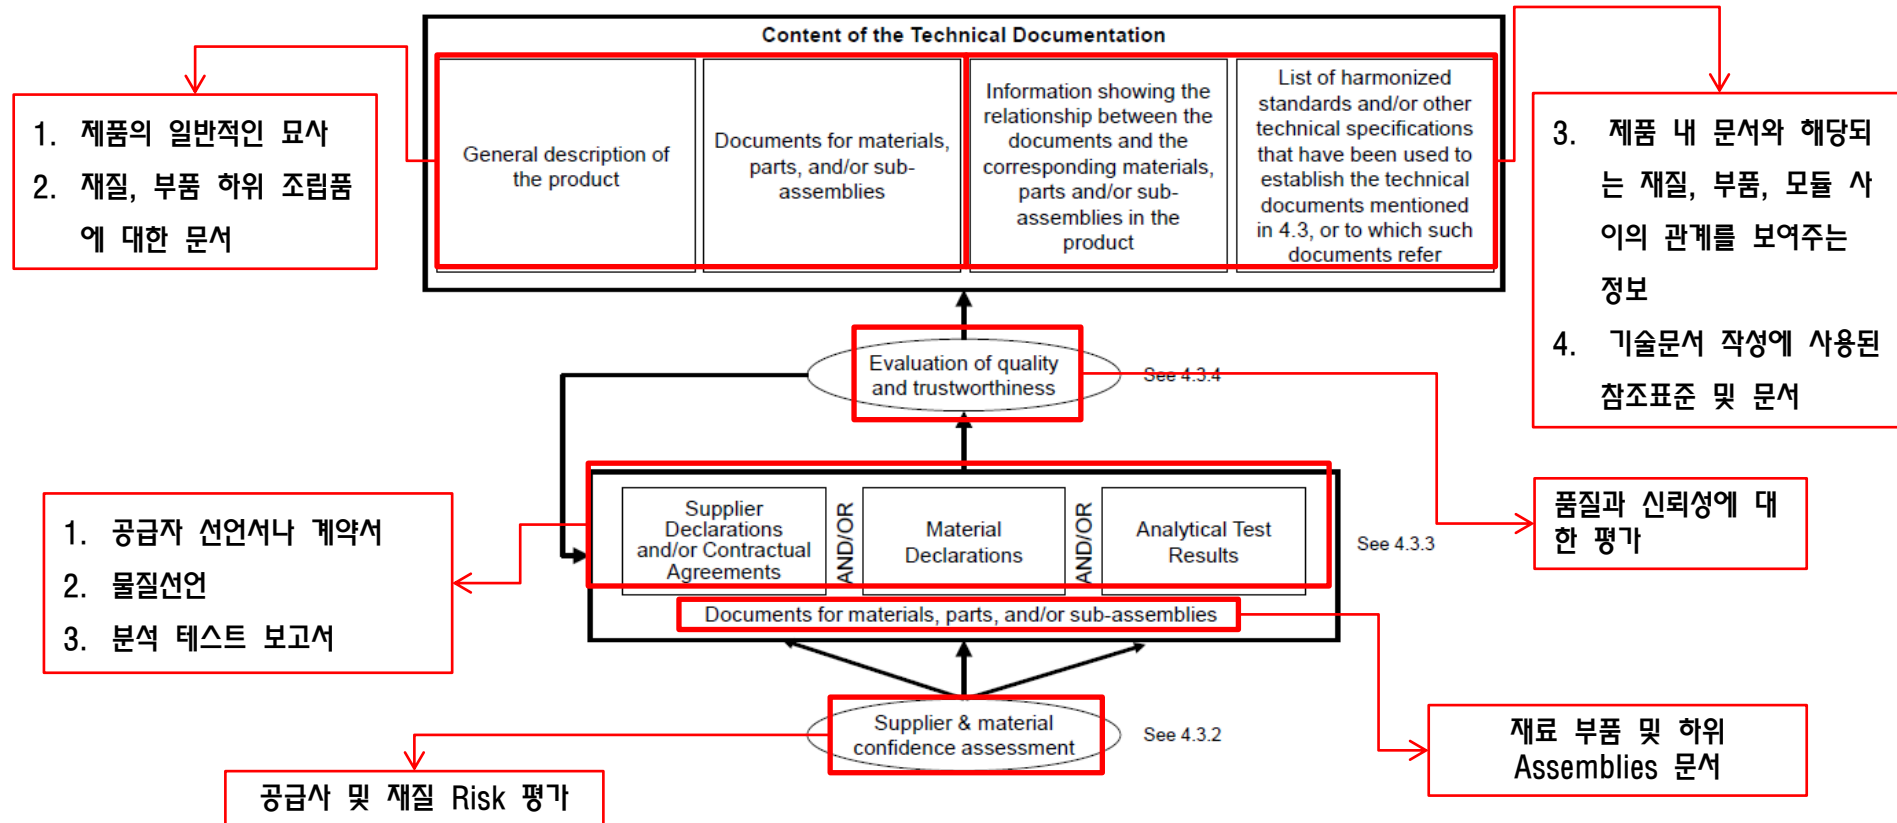 Content of the Technical Documentation
1. 제품의 일반적인 묘사
2. 재질, 부품 하위 조립품
에 대한 문서
General description of
the product
Documents for materials,
parts, and/or sub-
assemblies
Information showing the
relationship between the
documents and the
corresponding materials,
parts and/or sub-
assemblies in the
product
List of harmonized
standards and/or other
technical specifications
that have been used to
establish the technical
documents mentioned
in 4.3, or to which such
documents refer
3. 제품 내 문서와 해당되
는 재질, 부품, 모듈 사
이의 관계를 보여주는
정보
4. 기술문서 작성에 사용된
참조표준 및 문서
Evaluation of quality
and trustworthiness
See 4.3.4
1. 공급자 선언서나 계약서
2. 물질선언
3. 분석 테스트 보고서
Supplier
Declarations
and/or Contractual
Agreements
AND/OR
Material
Declarations
AND/OR
Analytical Test
Results
See 4.3.3
품질과 신뢰성에 대
한 평가
Documents for materials, parts, and/or sub-assemblies
Supplier & material
confidence assessment
See 4.3.2
재료 부품 및 하위
Assemblies 문서
공급사 및 재질 Risk 평가